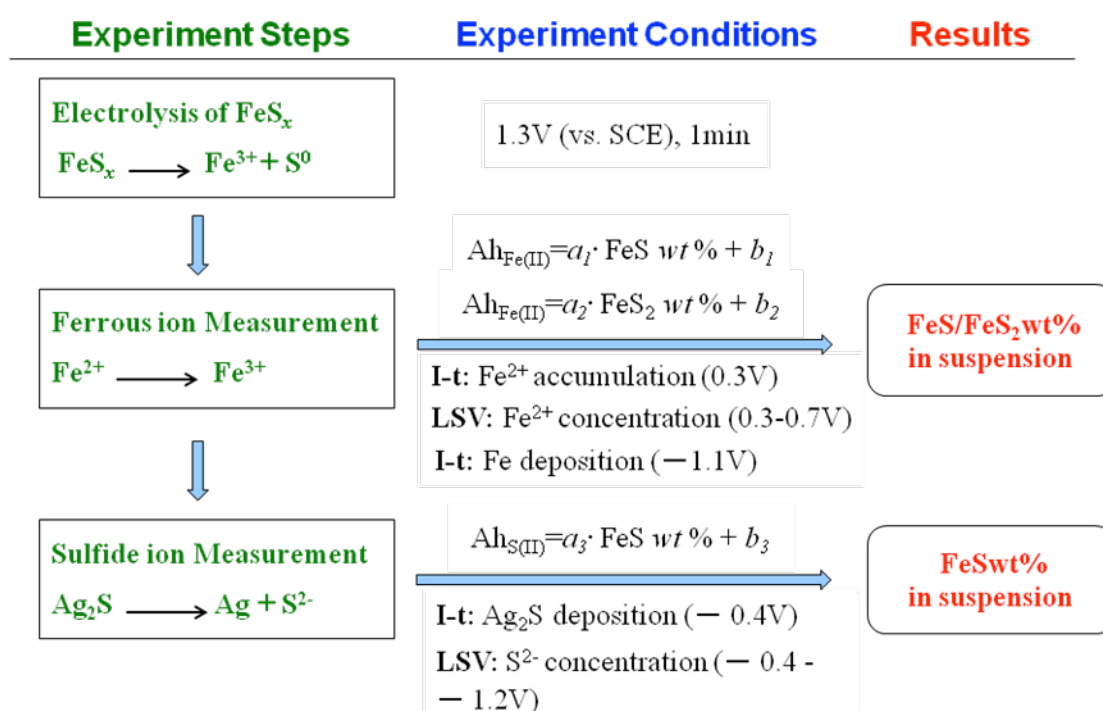 Experiment Steps Experiment Conditions Results
Electrolysis of FeSₓ
FeSₓ ⟶ Fe³⁺ + S⁰
1.3V (vs. SCE), 1min
Ah_Fe(II)=a₁· FeS wt % + b₁
Ah_Fe(II)=a₂· FeS₂ wt % + b₂
Ferrous ion Measurement
Fe²⁺ ⟶ Fe³⁺
I-t: Fe²⁺ accumulation (0.3V)
LSV: Fe²⁺ concentration (0.3-0.7V)
I-t: Fe deposition (—1.1V)
FeS/FeS₂wt%
in suspension
Sulfide ion Measurement
Ag₂S ⟶ Ag + S²⁻
Ah_S(II)=a₃· FeS wt % + b₃
I-t: Ag₂S deposition (— 0.4V)
LSV: S²⁻ concentration (— 0.4 -
— 1.2V)
FeSwt%
in suspension